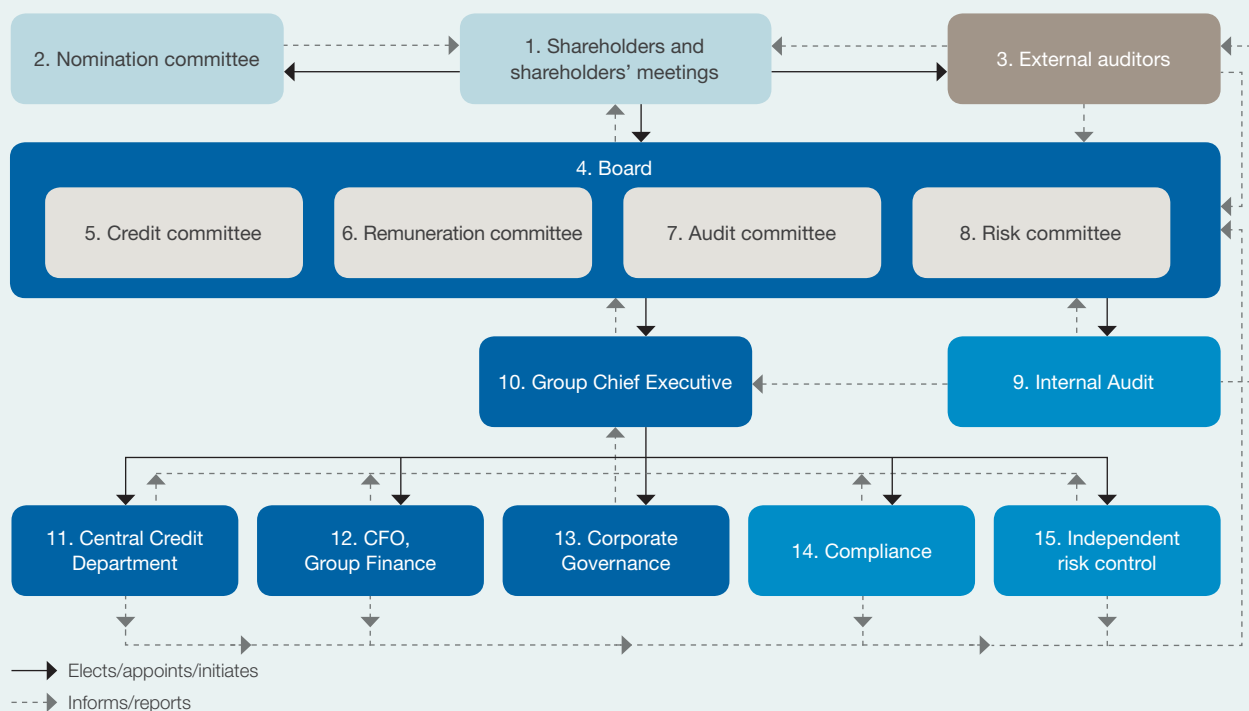 2. Nomination committee
1. Shareholders and
shareholders’ meetings
3. External auditors
4. Board
5. Credit committee
6. Remuneration committee
7. Audit committee
8. Risk committee
10. Group Chief Executive
9. Internal Audit
11. Central Credit
Department
12. CFO,
Group Finance
13. Corporate
Governance
14. Compliance
15. Independent
risk control
Elects/appoints/initiates
Informs/reports